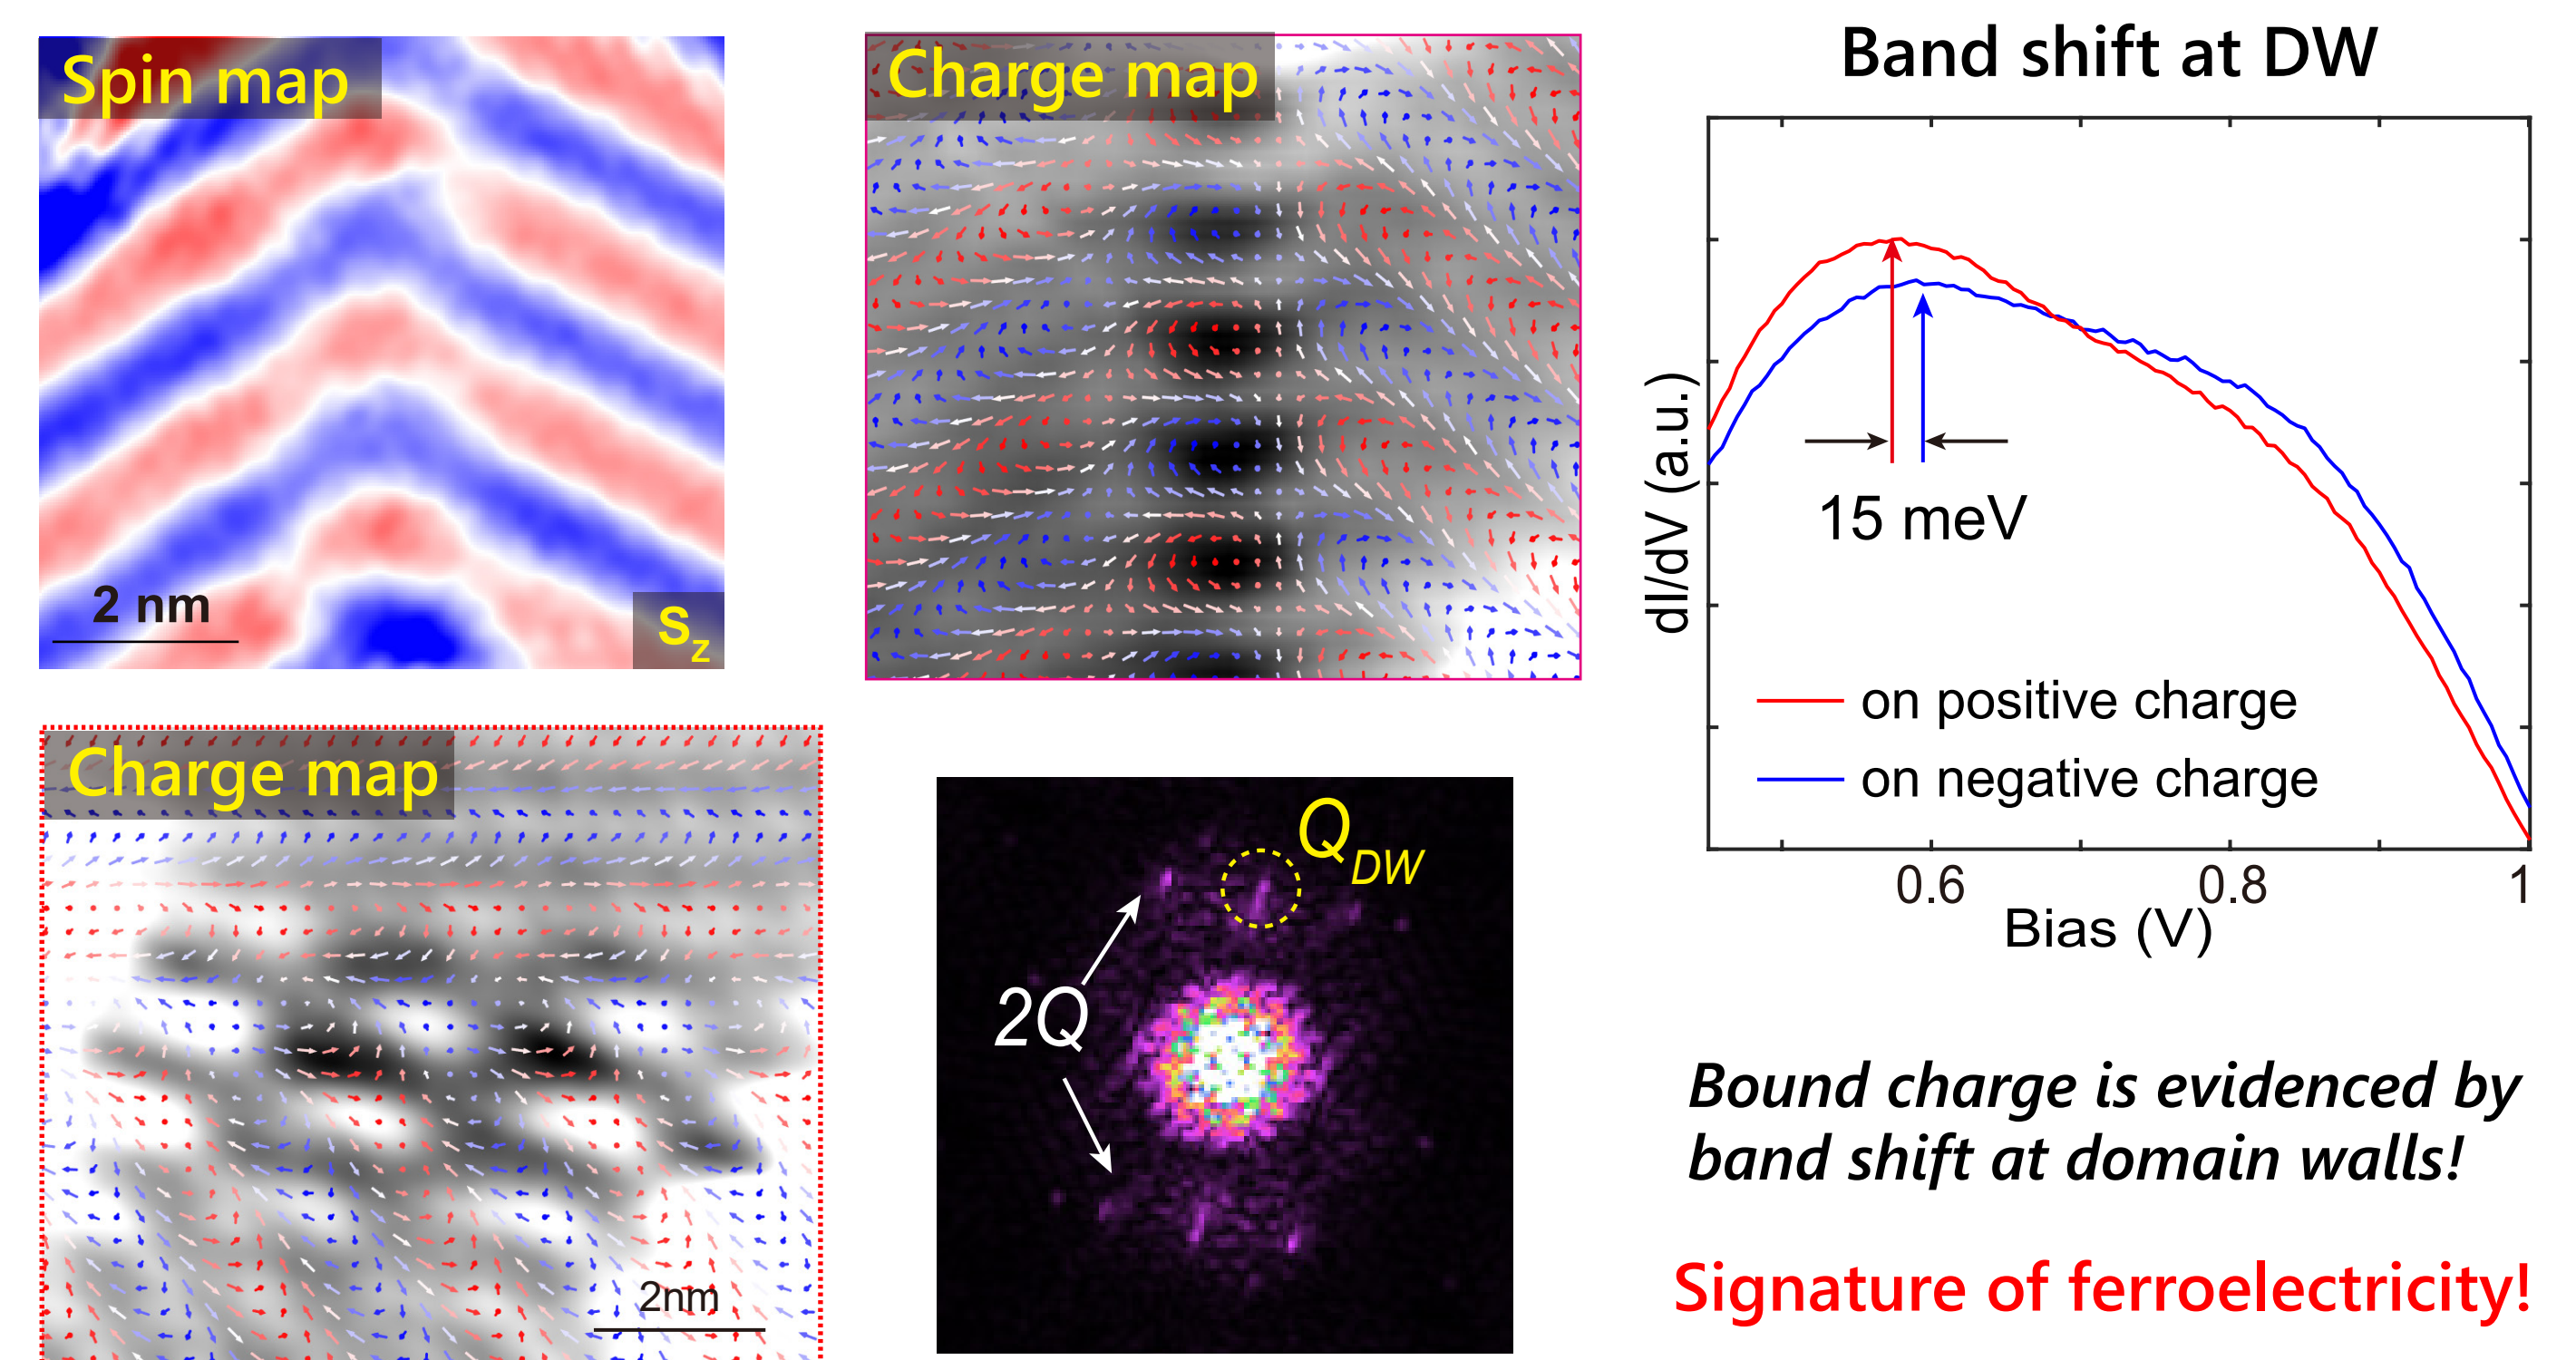 Spin map
2 nm
Sz
Charge map
Band shift at DW
dI/dV (a.u.)
15 meV
on positive charge
on negative charge
0.6 0.8 1
Bias (V)
Charge map
2nm
QDW
2Q
Bound charge is evidenced by
band shift at domain walls!
Signature of ferroelectricity!